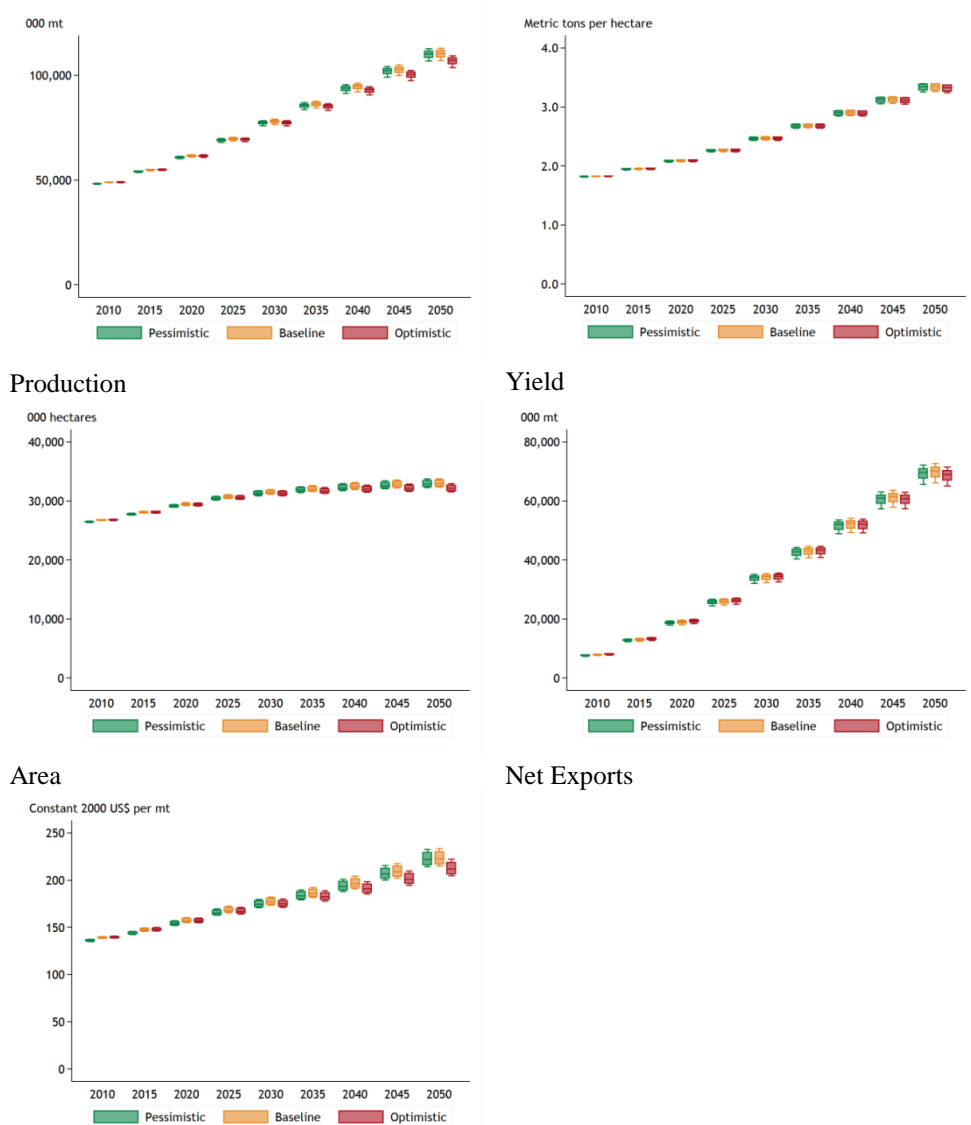 000 mt
100,000
50,000
0
2010 2015 2020 2025 2030 2035 2040 2045 2050
Pessimistic Baseline Optimistic
Metric tons per hectare
4.0
3.0
2.0
1.0
0.0
2010 2015 2020 2025 2030 2035 2040 2045 2050
Pessimistic Baseline Optimistic
Production
Yield
000 hectares
40,000
30,000
20,000
10,000
0
2010 2015 2020 2025 2030 2035 2040 2045 2050
Pessimistic Baseline Optimistic
000 mt
80,000
60,000
40,000
20,000
0
2010 2015 2020 2025 2030 2035 2040 2045 2050
Pessimistic Baseline Optimistic
Area
Net Exports
Constant 2000 US$ per mt
250
200
150
100
50
0
2010 2015 2020 2025 2030 2035 2040 2045 2050
Pessimistic Baseline Optimistic